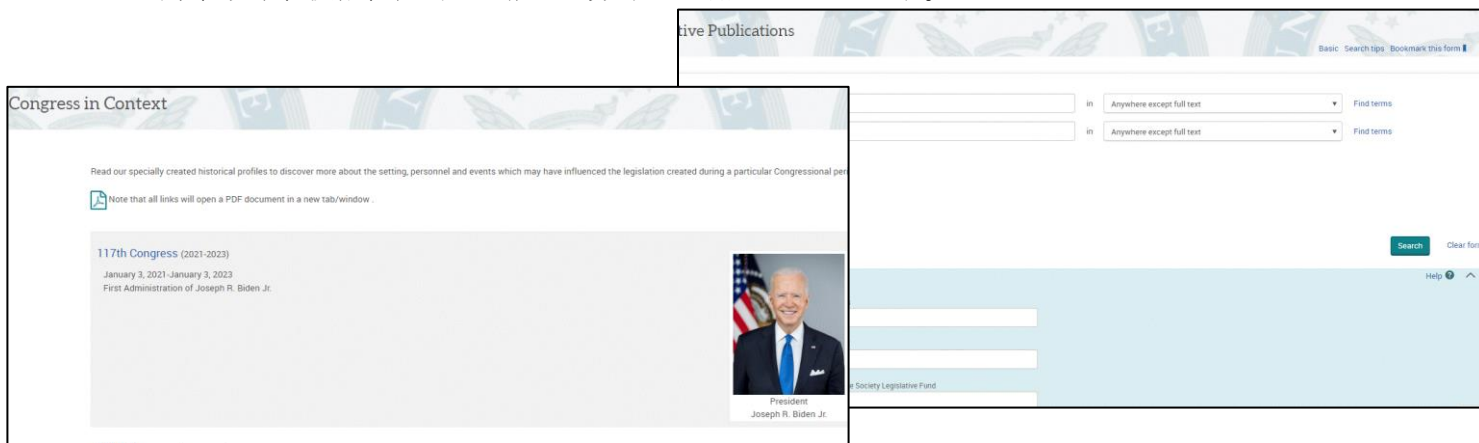 tive Publications
Basic Search tips Bookmark this form
in Anywhere except full text Find terms
in Anywhere except full text Find terms
Search Clear for
Help
e Society Legislative Fund
Congress in Context
Read our specially created historical profiles to discover more about the setting, personnel and events which may have influenced the legislation created during a particular Congressional per
Note that all links will open a PDF document in a new tab/window .
117th Congress (2021-2023)
January 3, 2021-January 3, 2023
First Administration of Joseph R. Biden Jr.
President
Joseph R. Biden Jr.